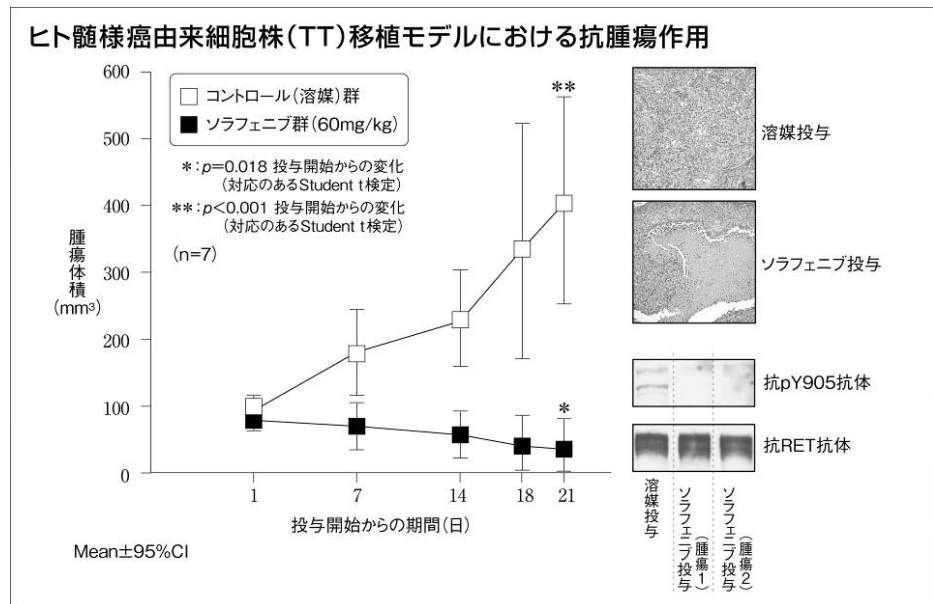 ヒト髄様癌由来細胞株(TT)移植モデルにおける抗腫瘍作用
600
500
400
300
200
100
0
腫瘍体積
(mm³)
コントロール(溶媒)群
ソラフェニブ群(60mg/kg)
*:p=0.018 投与開始からの変化
(対応のあるStudent t検定)
**:p<0.001 投与開始からの変化
(対応のあるStudent t検定)
(n=7)
**
*
1
7
14
18
21
投与開始からの期間(日)
Mean±95%CI
溶媒投与
ソラフェニブ投与
抗pY905抗体
抗RET抗体
溶媒投与
ソラフェニブ投与
(腫瘍1)
ソラフェニブ投与
(腫瘍2)